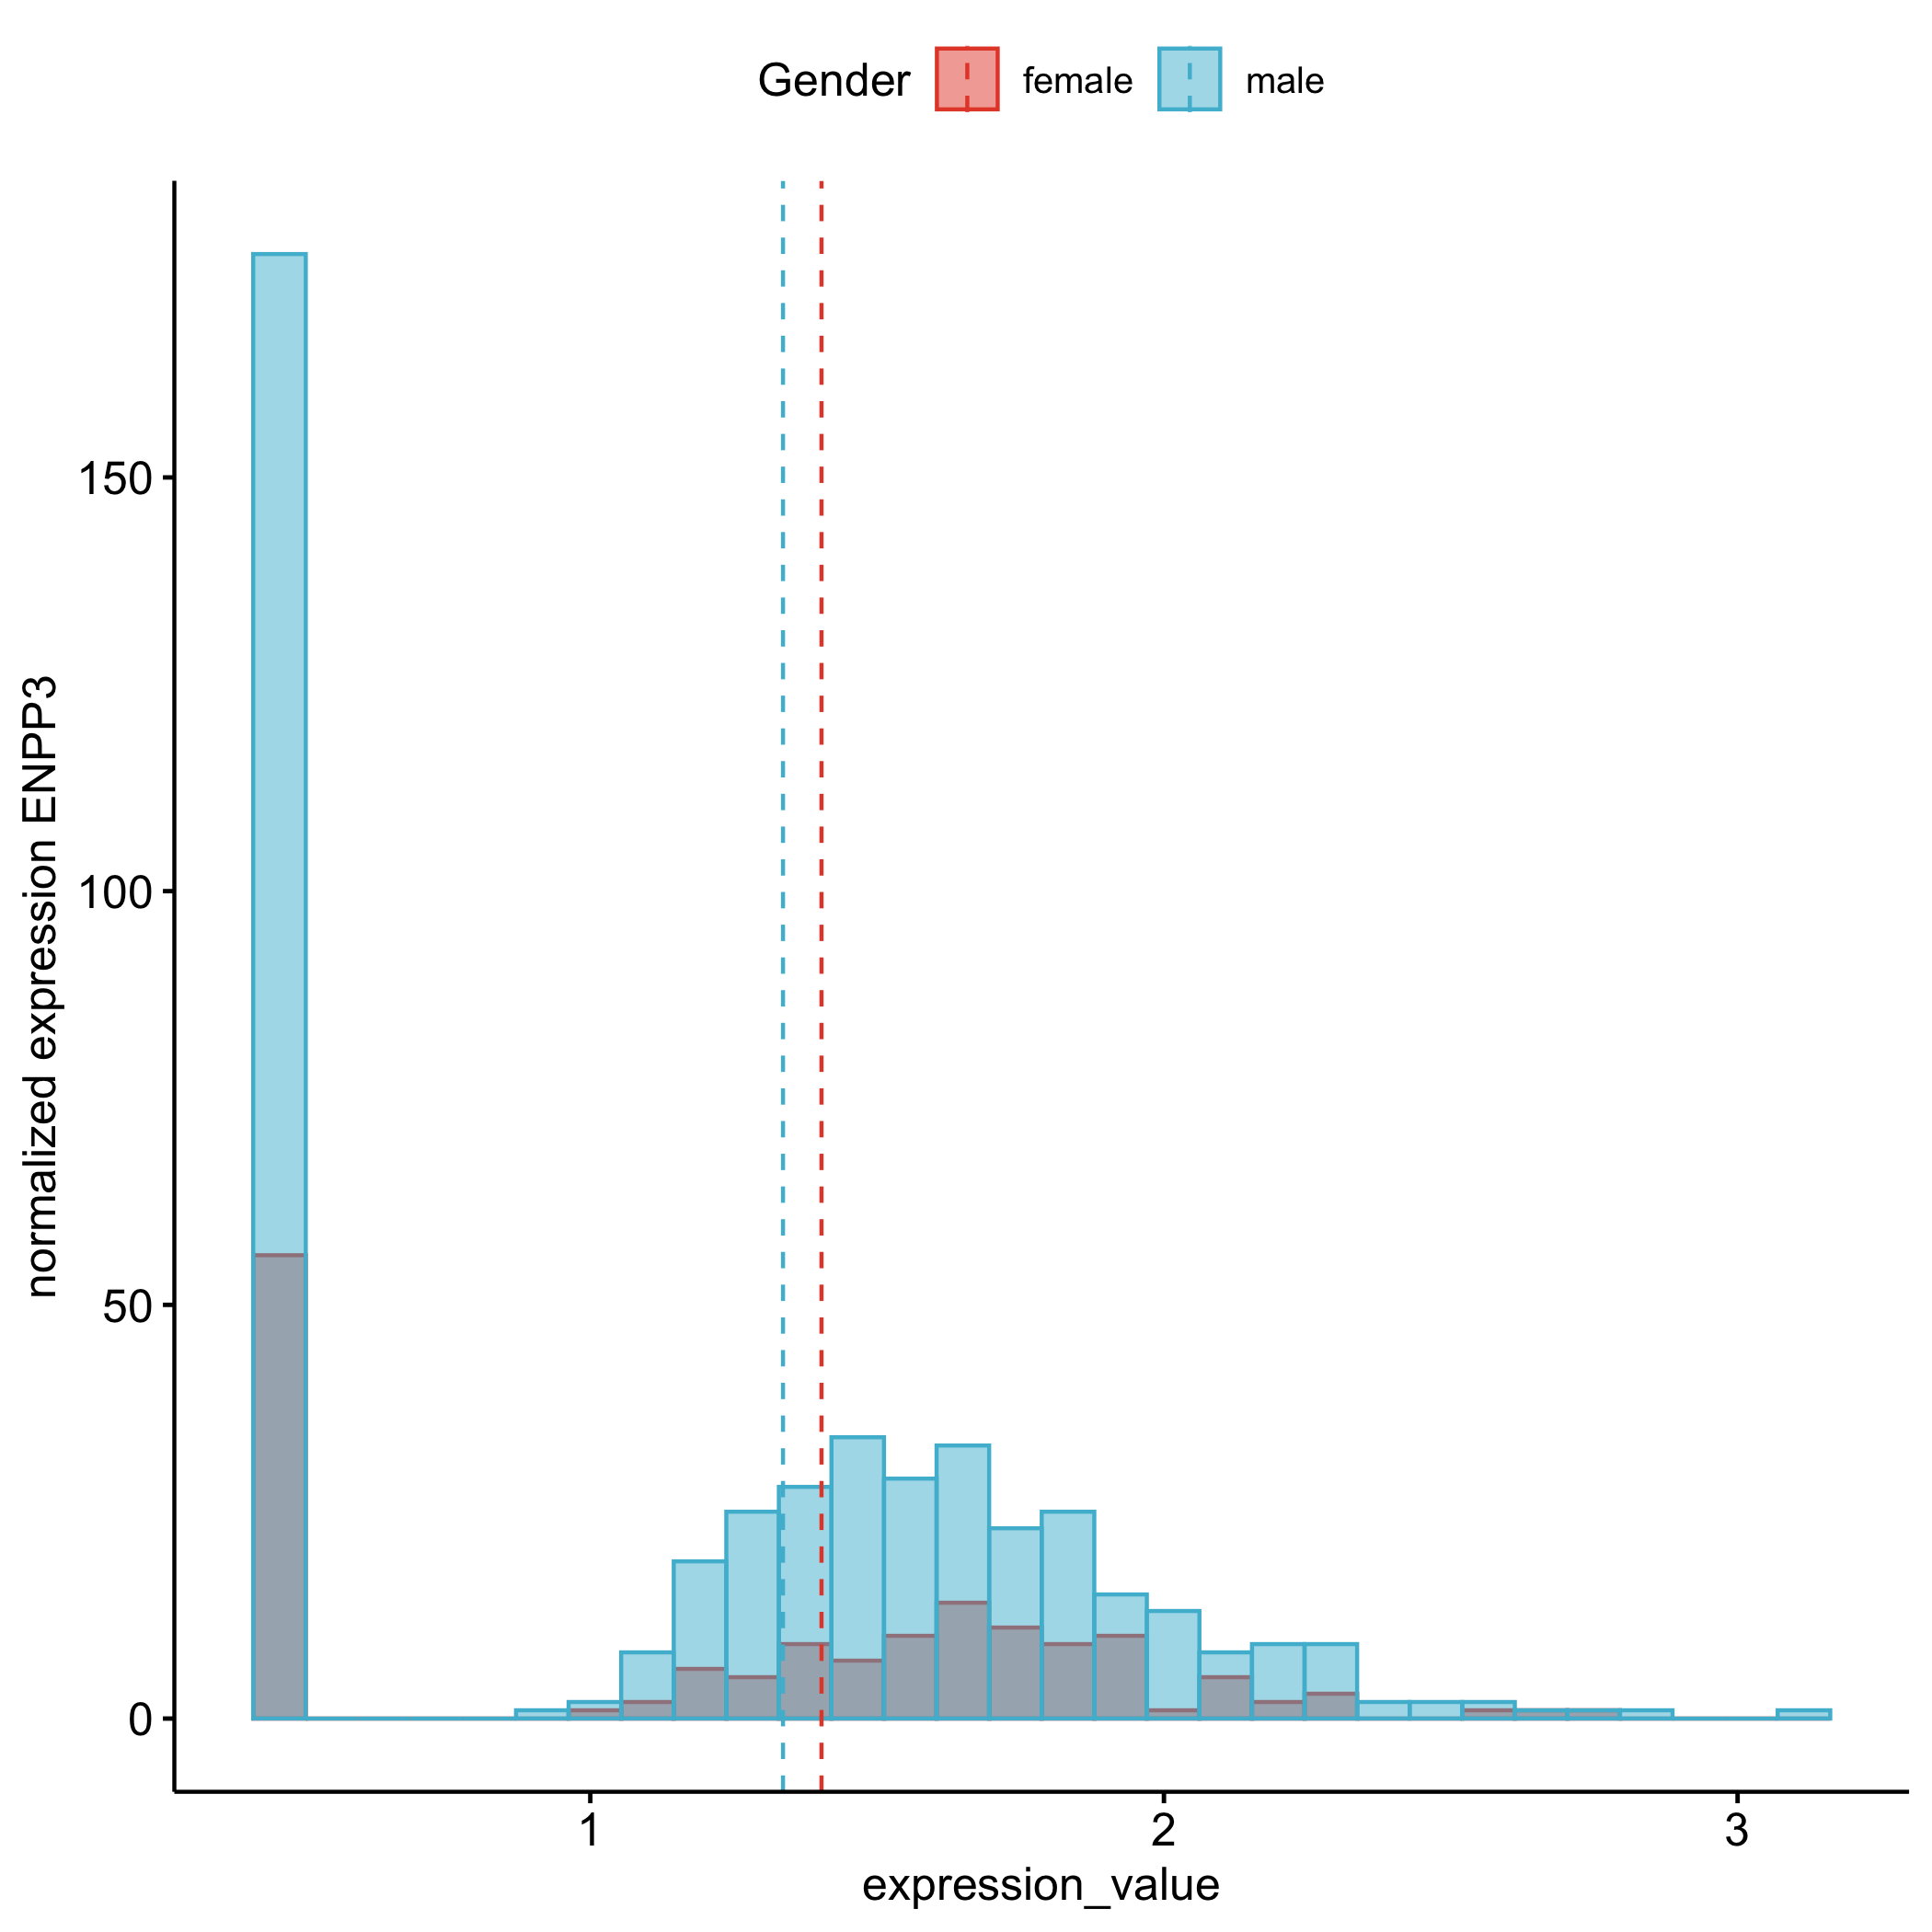 Gender female male
normalized expression ENPP3
150
100
50
0
1 2 3
expression_value